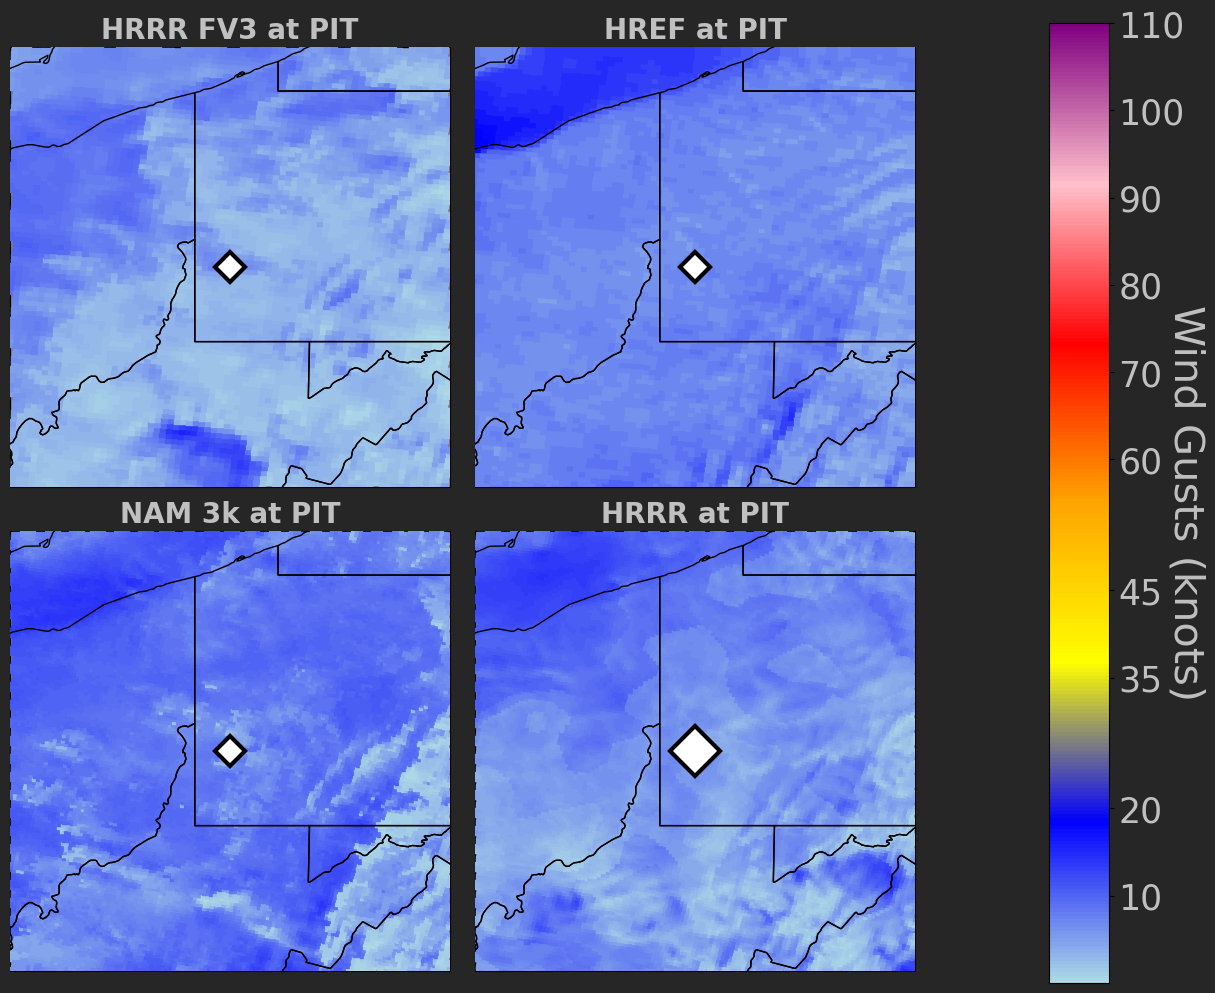 HRRR FV3 at PIT
HREF at PIT
NAM 3k at PIT
HRRR at PIT
110
100
90
80
70
60
45
35
20
10
Wind Gusts (knots)